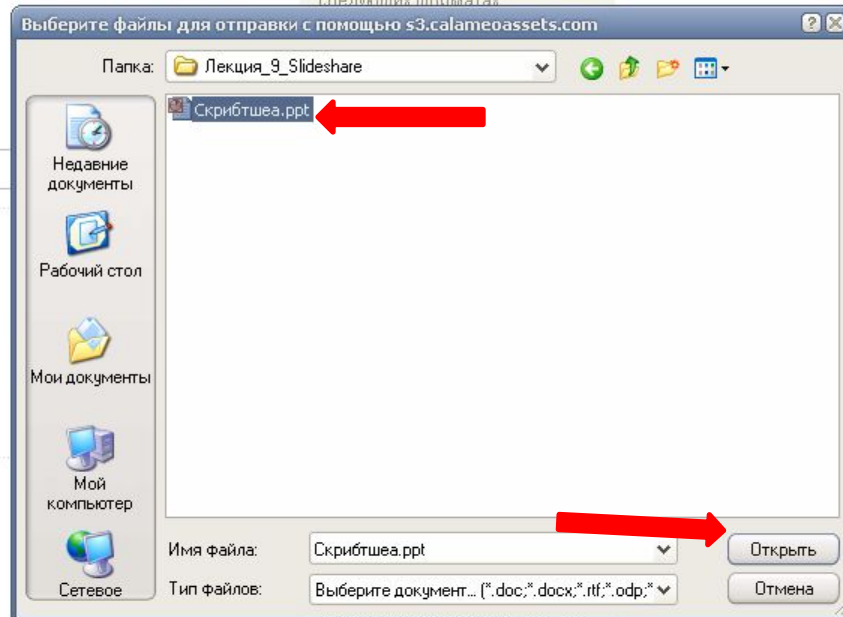 Выберите файлы для отправки с помощью s3.calameoassets.com
Папка:
Лекция_9_Slideshare
Скрибтшеа.ppt
Недавние
документы
Рабочий стол
Мои документы
Мой
компьютер
Сетевое
Имя файла:
Скрибтшеа.ppt
Открыть
Тип файлов:
Выберите документ... (*.doc;*.docx;*.rtf;*.odp;*
Отмена